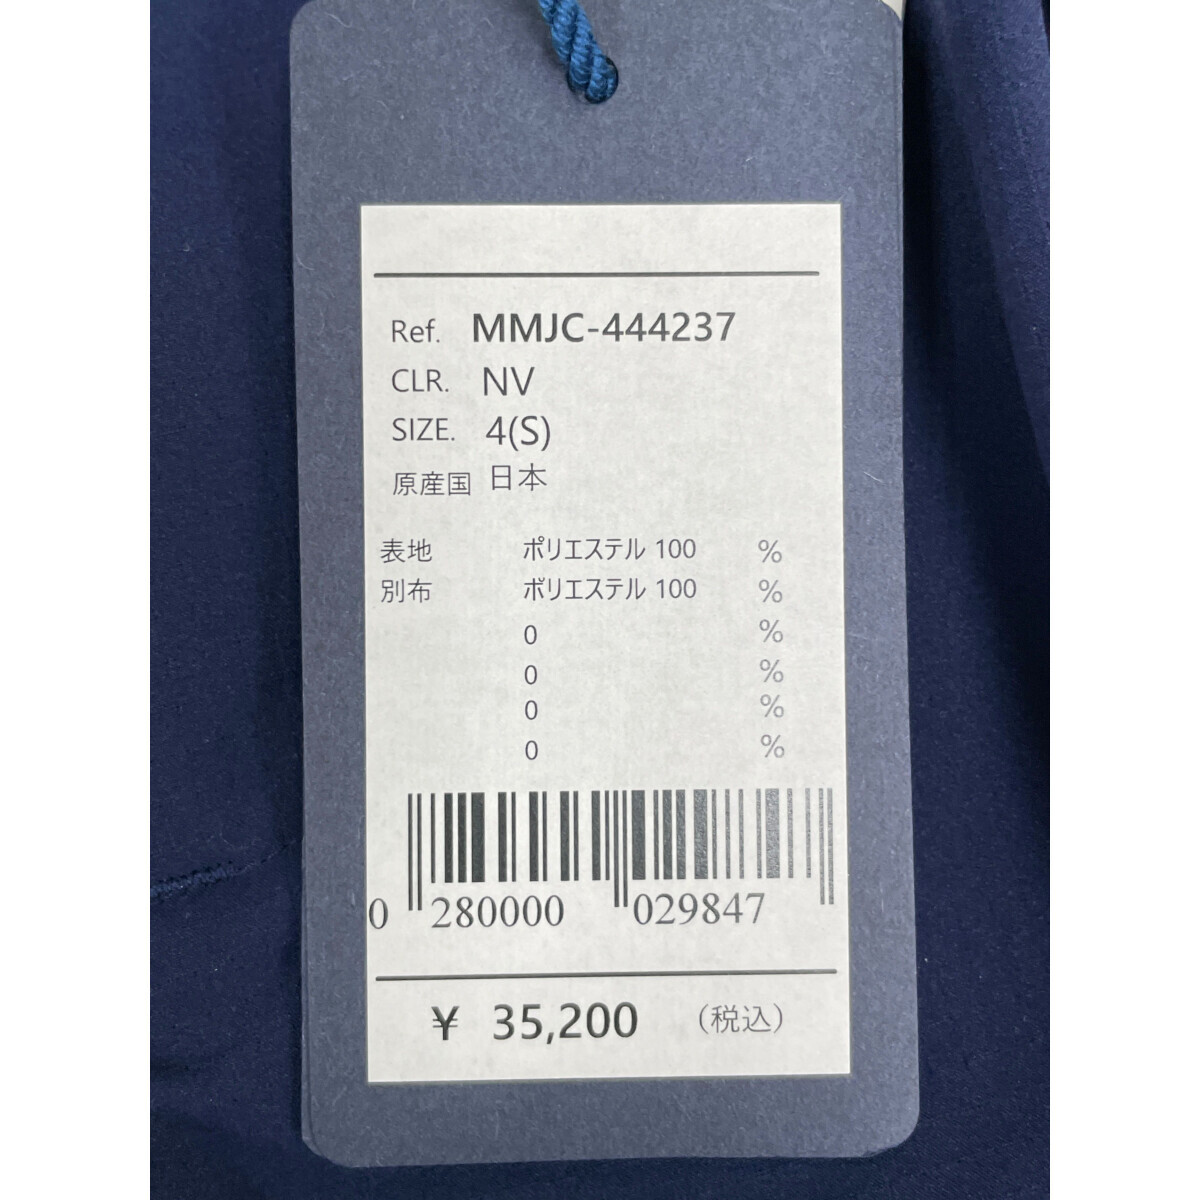 Ref. MMJC-444237
CLR. NV
SIZE. 4(S)
原産国 日本
表地 ポリエステル 100 %
別布 ポリエステル 100 %
0 %
0 %
0 %
0 %
0 280000 029847
¥ 35,200 (税込)